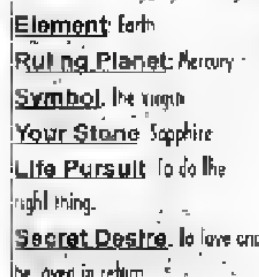 Element: Earth
Ruling Planet: Mercury
Symbol. The virgin
Your Stone Sapphire
Life Pursuit To do the
right thing.
Secret Desire. To love and
be loved in return